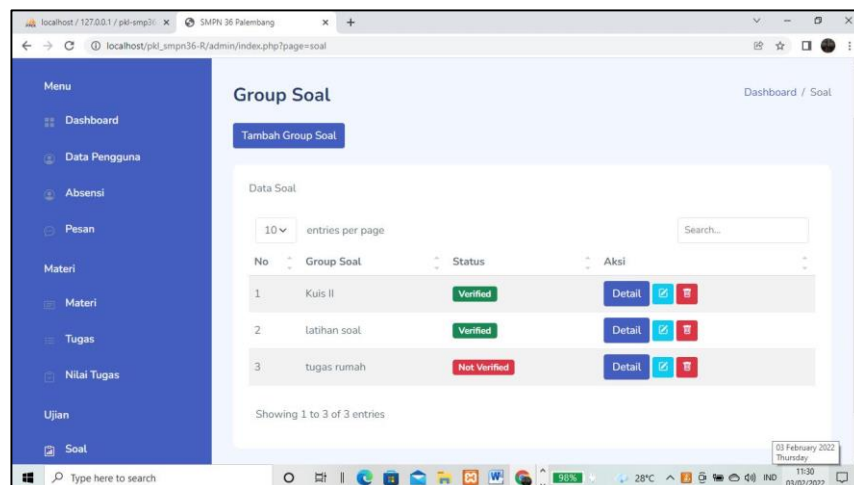 localhost / 127.0.0.1 / pkl-smp3
SMPN 36 Palembang
localhost/pkl_smpn36-R/admin/index.php?page=soal
Menu
Dashboard
Data Pengguna
Absensi
Pesan
Materi
Materi
Tugas
Nilai Tugas
Ujian
Soal
Group Soal
Dashboard / Soal
Tambah Group Soal
Data Soal
10 entries per page
Search...
No Group Soal Status Aksi
1 Kuis II Verified Detail
2 latihan soal Verified Detail
3 tugas rumah Not Verified Detail
Showing 1 to 3 of 3 entries
03 February 2022
Thursday
Type here to search
98%
28°C
IND
11:30
03/02/2022